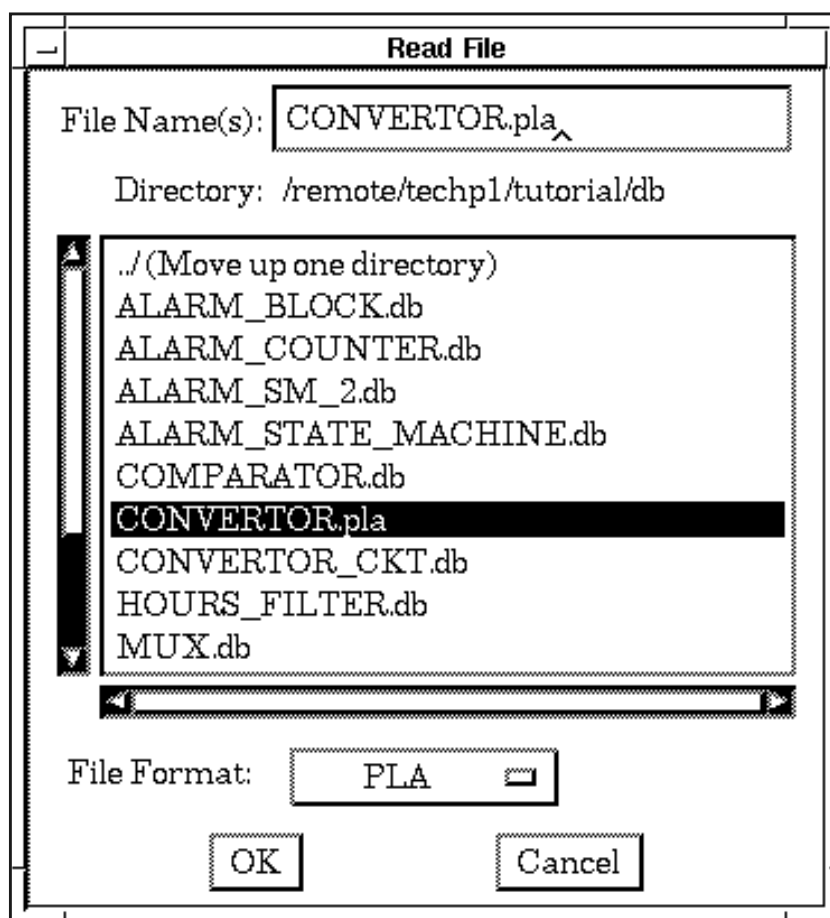 Read File
File Name(s): CONVERTOR.pla
Directory: /remote/techp1/tutorial/db
../ (Move up one directory)
ALARM_BLOCK.db
ALARM_COUNTER.db
ALARM_SM_2.db
ALARM_STATE_MACHINE.db
COMPARATOR.db
CONVERTOR.pla
CONVERTOR_CKT.db
HOURS_FILTER.db
MUX.db
File Format: PLA
OK Cancel